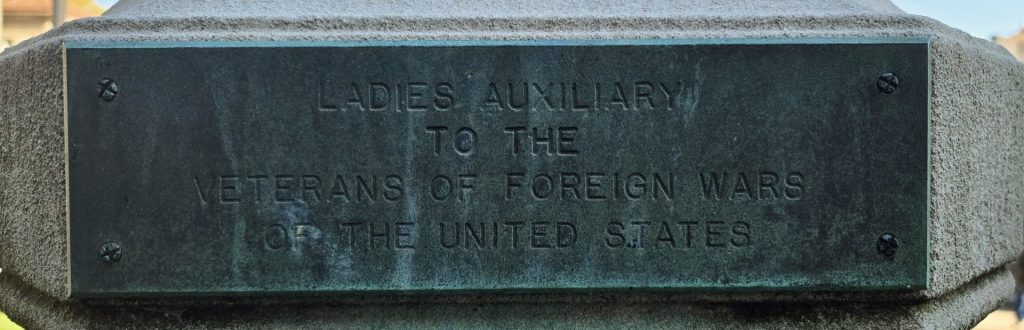 LADIES AUXILIARY
TO THE
VETERANS OF FOREIGN WARS
OF THE UNITED STATES